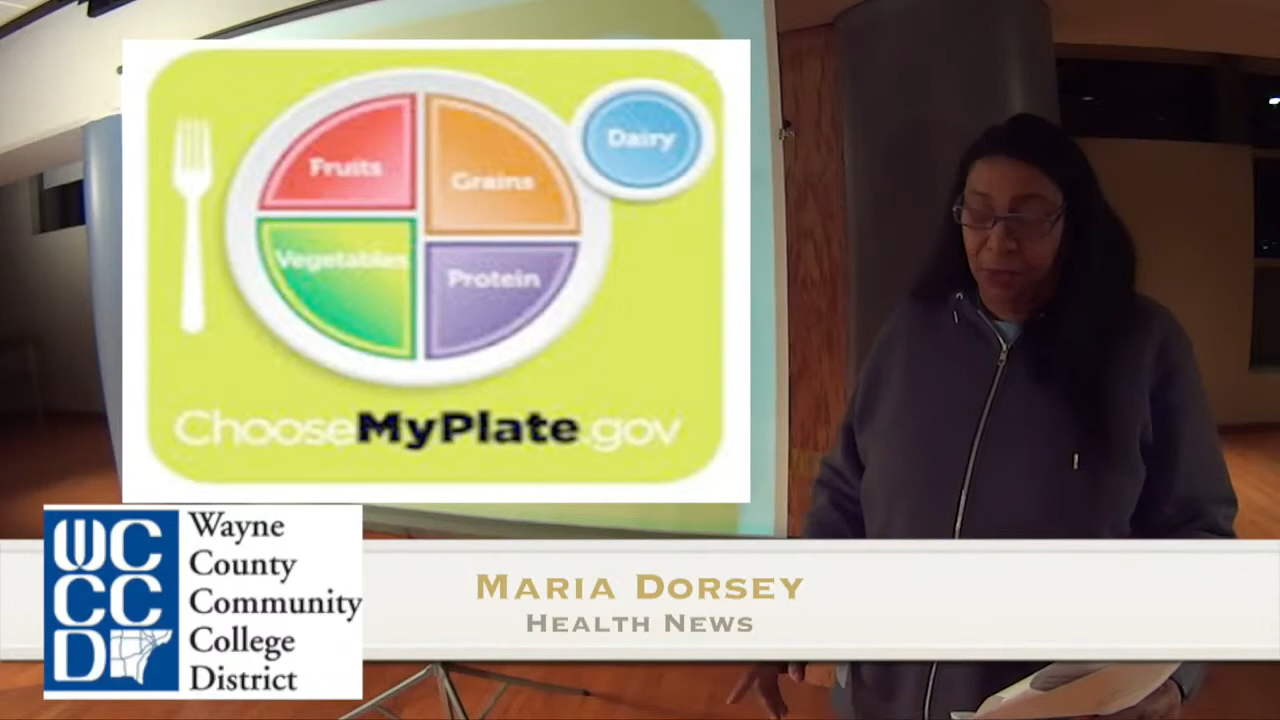 Fruits
Grains
Dairy
Vegetables
Protein
ChooseMyPlate.gov
WCCCD
Wayne
County
Community
College
District
Maria Dorsey
Health News